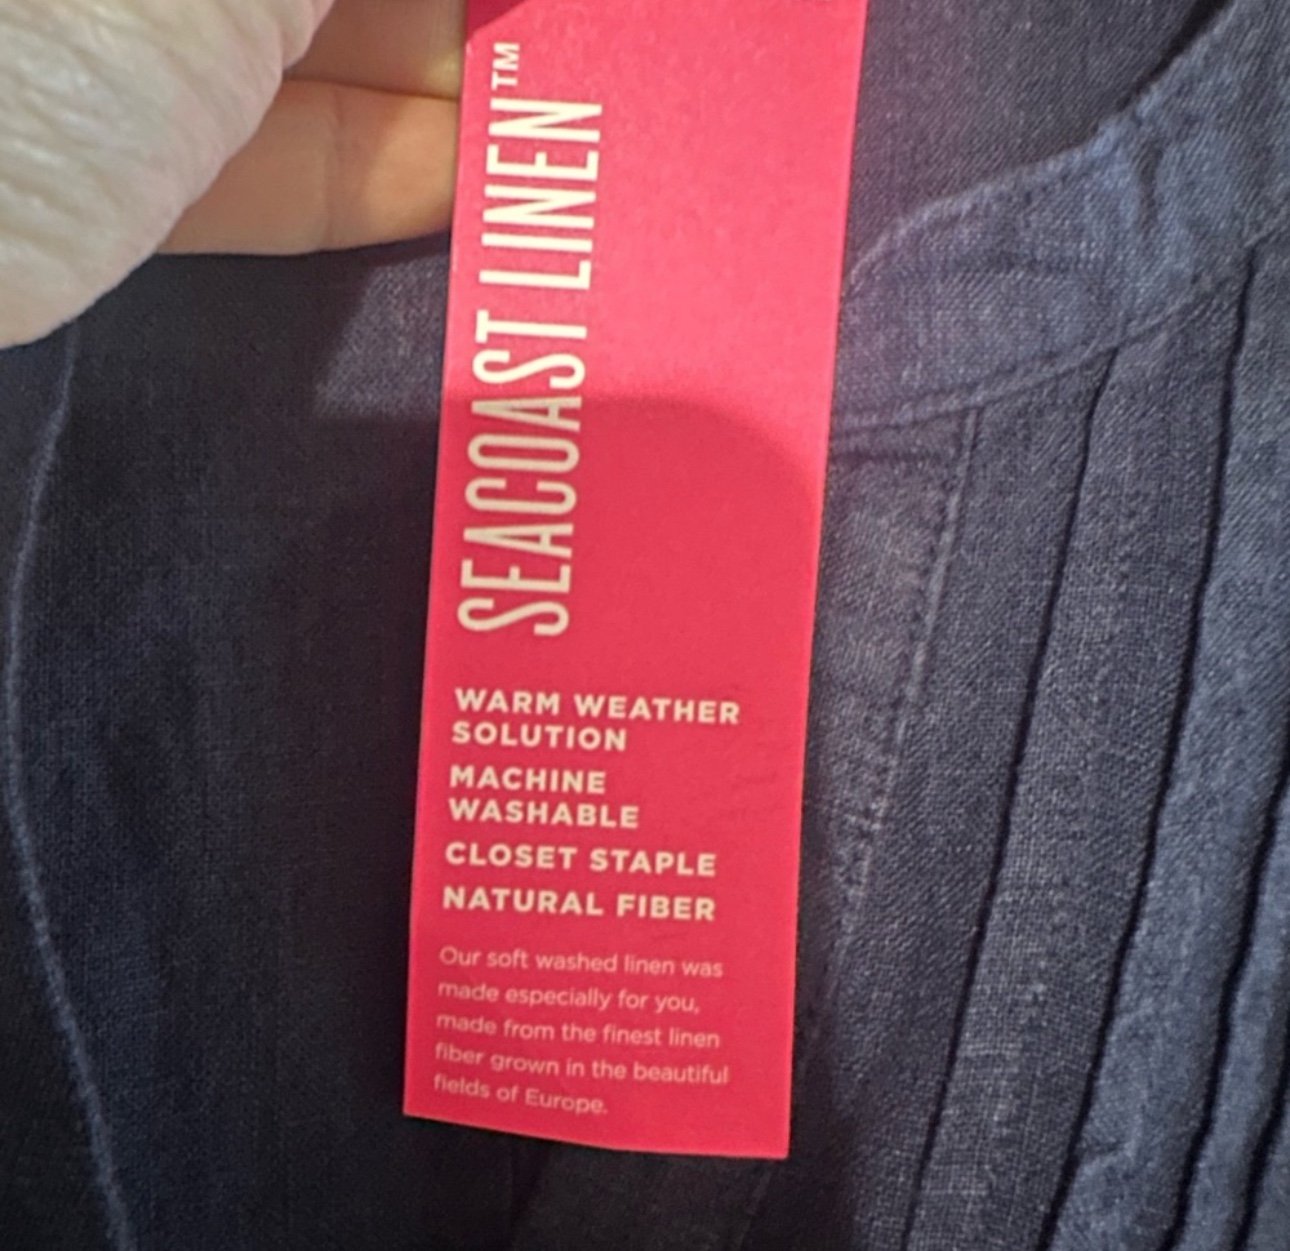 SEACOAST LINEN™
WARM WEATHER
SOLUTION
MACHINE
WASHABLE
CLOSET STAPLE
NATURAL FIBER
Our soft washed linen was
made especially for you,
made from the finest linen
fiber grown in the beautiful
fields of Europe.